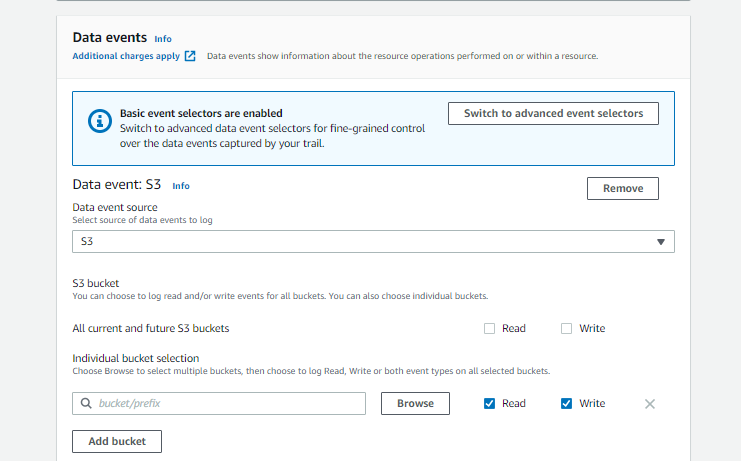 Data events Info
Additional charges apply Data events show information about the resource operations performed on or within a resource.
Basic event selectors are enabled
Switch to advanced data event selectors for fine-grained control
over the data events captured by your trail.
Switch to advanced event selectors
Data event: S3 Info
Remove
Data event source
Select source of data events to log
S3
S3 bucket
You can choose to log read and/or write events for all buckets. You can also choose individual buckets.
All current and future S3 buckets Read Write
Individual bucket selection
Choose Browse to select multiple buckets, then choose to log Read, Write or both event types on all selected buckets.
bucket/prefix Browse Read Write
Add bucket